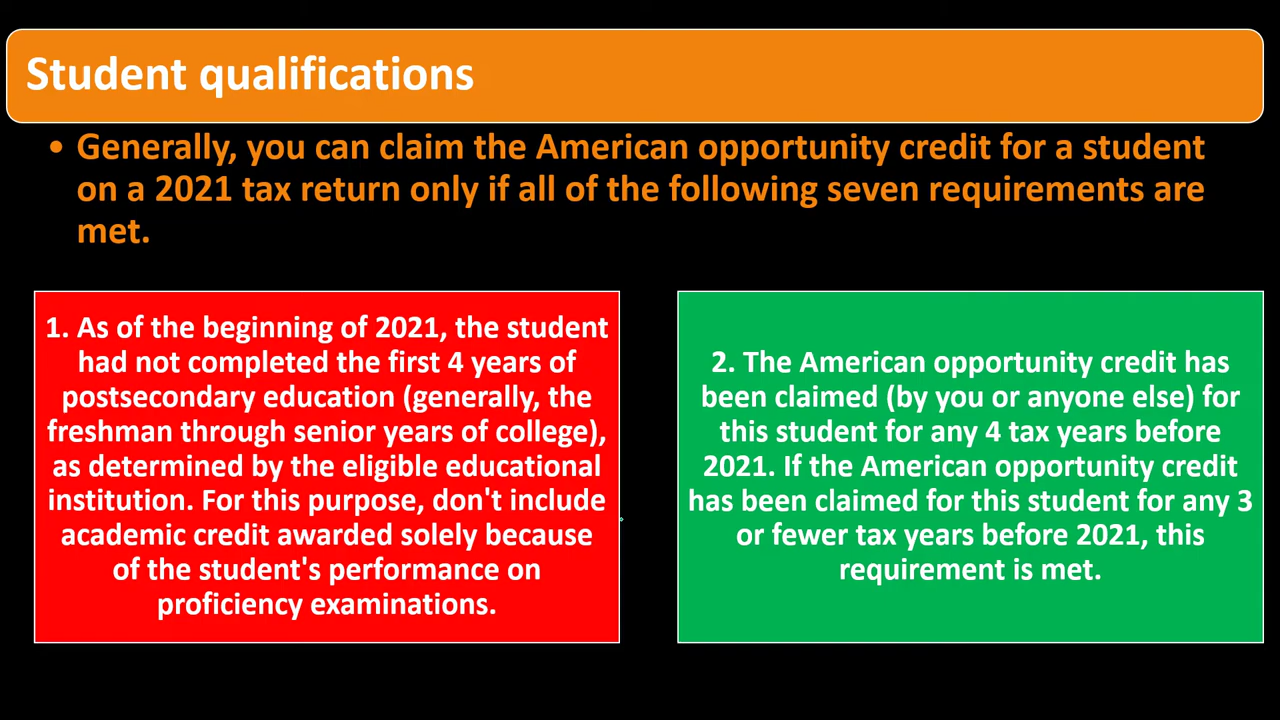 Student qualifications
• Generally, you can claim the American opportunity credit for a student
on a 2021 tax return only if all of the following seven requirements are
met.
1. As of the beginning of 2021, the student
had not completed the first 4 years of
postsecondary education (generally, the
freshman through senior years of college),
as determined by the eligible educational
institution. For this purpose, don't include
academic credit awarded solely because
of the student's performance on
proficiency examinations.
2. The American opportunity credit has
been claimed (by you or anyone else) for
this student for any 4 tax years before
2021. If the American opportunity credit
has been claimed for this student for any 3
or fewer tax years before 2021, this
requirement is met.